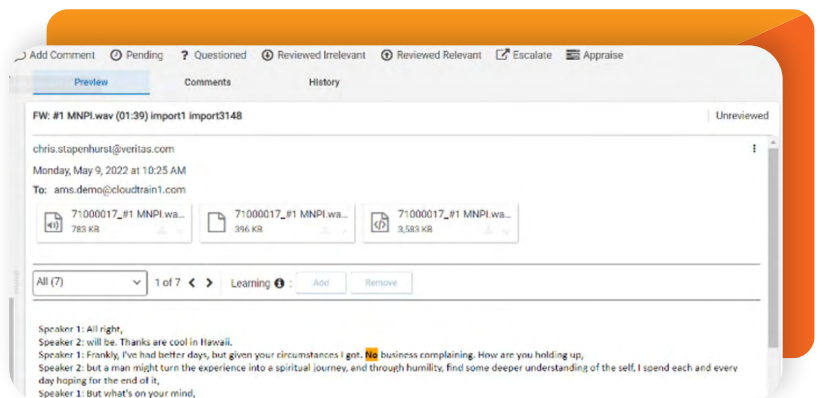 Add Comment Pending ? Questioned Reviewed Irrelevant Reviewed Relevant Escalate Appraise
Preview Comments History
FW: #1 MNPI.wav (01:39) import1 import3148 Unreviewed
chris.stapenhurst@veritas.com
Monday, May 9, 2022 at 10:25 AM
To: ams.demo@cloudtrain1.com
71000017_#1 MNPI.wa... 71000017_#1 MNPI.wa... 71000017_#1 MNPI.wa...
783 KB 396 KB 3,583 KB
All (7) 1 of 7 Learning : Add Remove
Speaker 1: All right,
Speaker 2: will be. Thanks are cool in Hawaii.
Speaker 1: Frankly, I've had better days, but given your circumstances I got. No business complaining. How are you holding up,
Speaker 2: but a man might turn the experience into a spiritual journey, and through humility, find some deeper understanding of the self, I spend each and every
day hoping for the end of it,
Speaker 1: But what's on your mind,